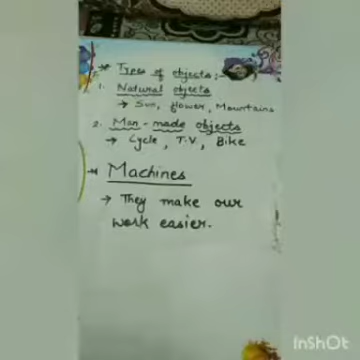 * Types of objects :-
1. Natural objects
→ Sun, flower, Mountains
2. Man-made objects
→ Cycle, T.V, Bike
* Machines
→ They make our
work easier.
InShOt